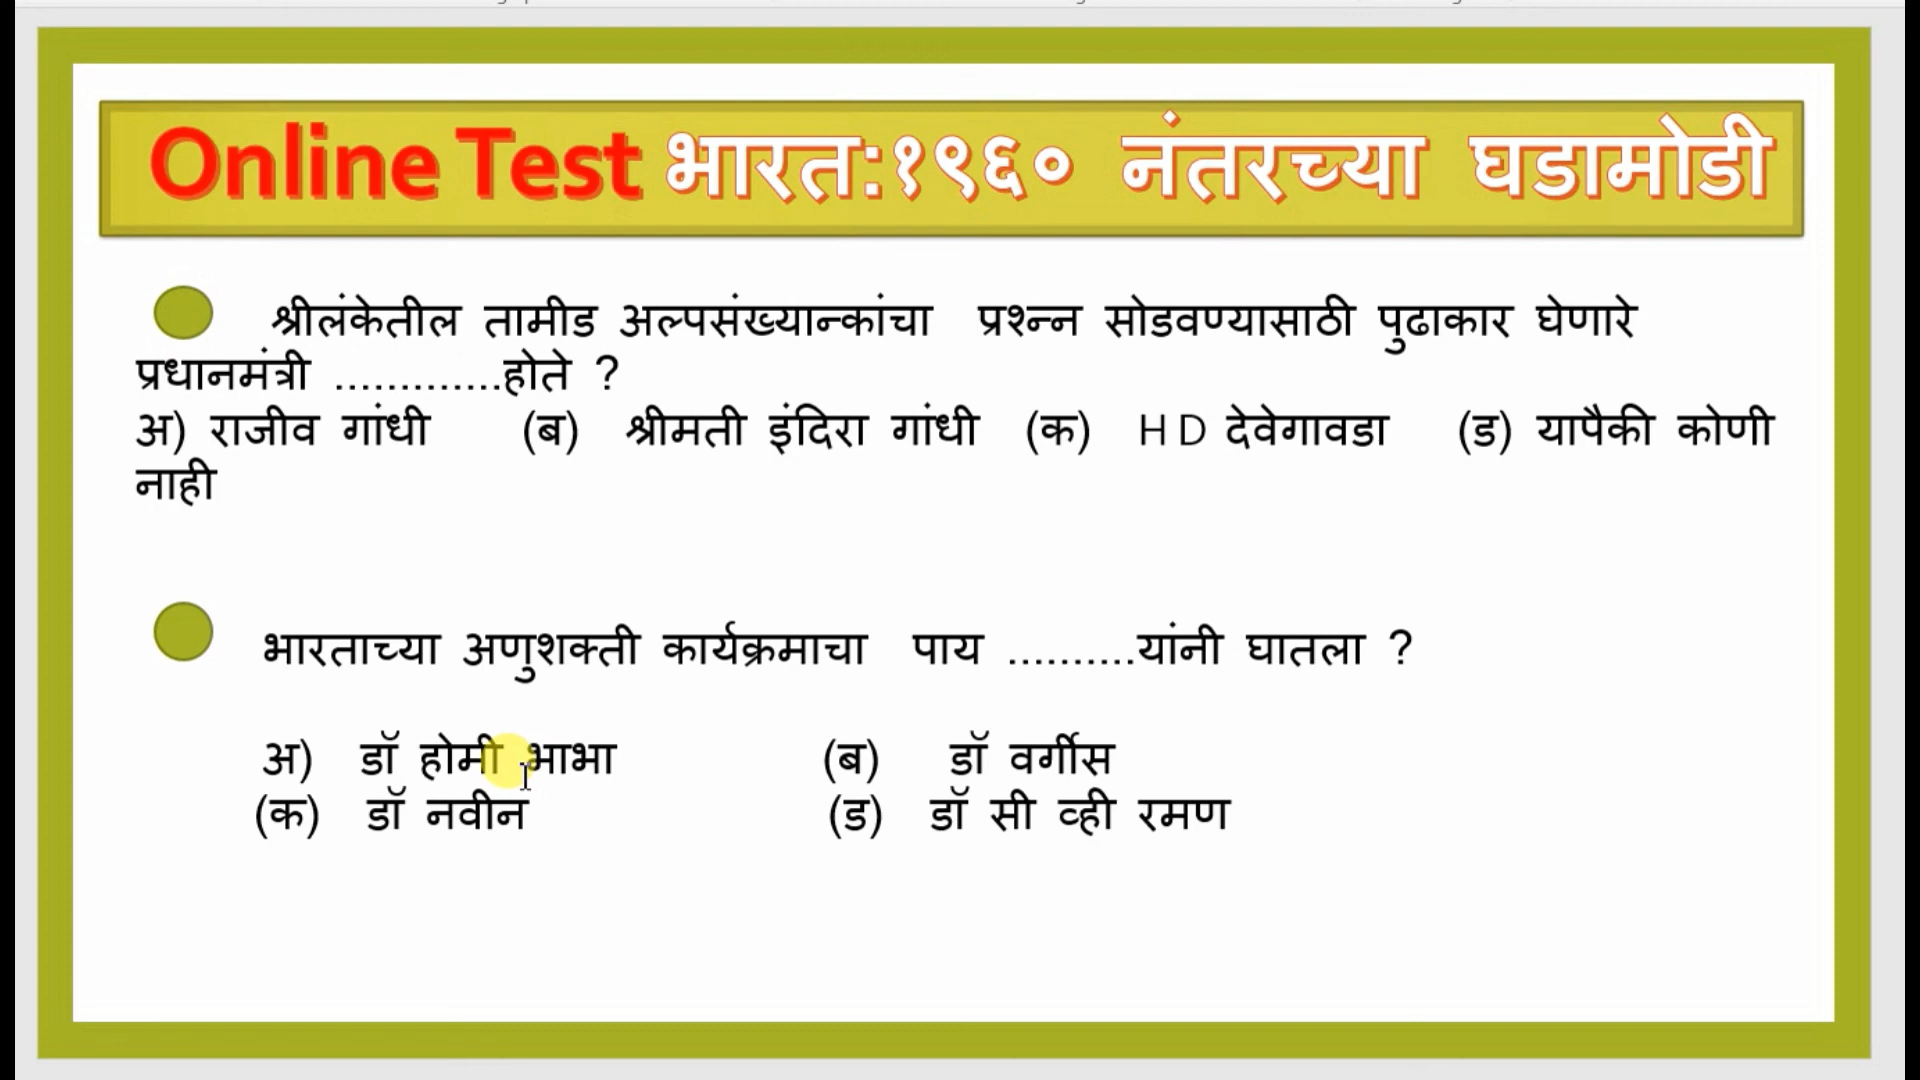 Online Test भारत:१९६० नंतरच्या घडामोडी
श्रीलंकेतील तामीड अल्पसंख्यान्कांचा प्रश्न्न सोडवण्यासाठी पुढाकार घेणारे
प्रधानमंत्री .............होते ?
अ) राजीव गांधी (ब) श्रीमती इंदिरा गांधी (क) H D देवेगावडा (ड) यापैकी कोणी
नाही
भारताच्या अणुशक्ती कार्यक्रमाचा पाय ..........यांनी घातला ?
अ) डॉ होमी भाभा (ब) डॉ वर्गीस
(क) डॉ नवीन (ड) डॉ सी व्ही रमण